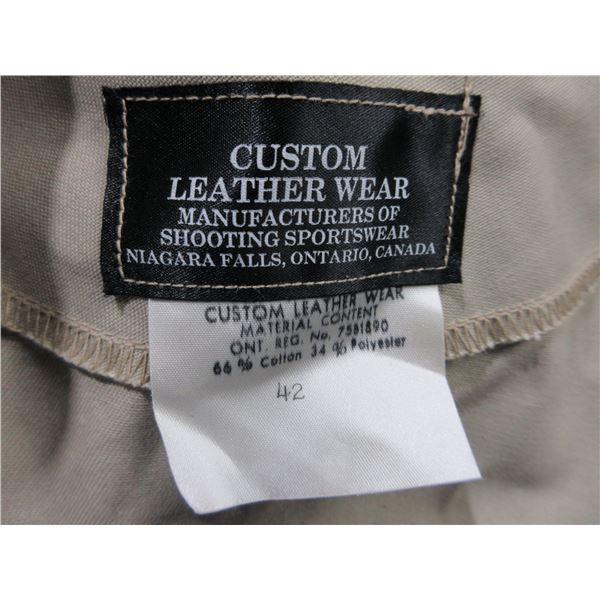 CUSTOM
LEATHER WEAR
MANUFACTURERS OF
SHOOTING SPORTSWEAR
NIAGARA FALLS, ONTARIO, CANADA
CUSTOM LEATHER WEAR
MATERIAL CONTENT
ONT. REG. No. 7581890
66 % Cotton 34 % Polyester
42